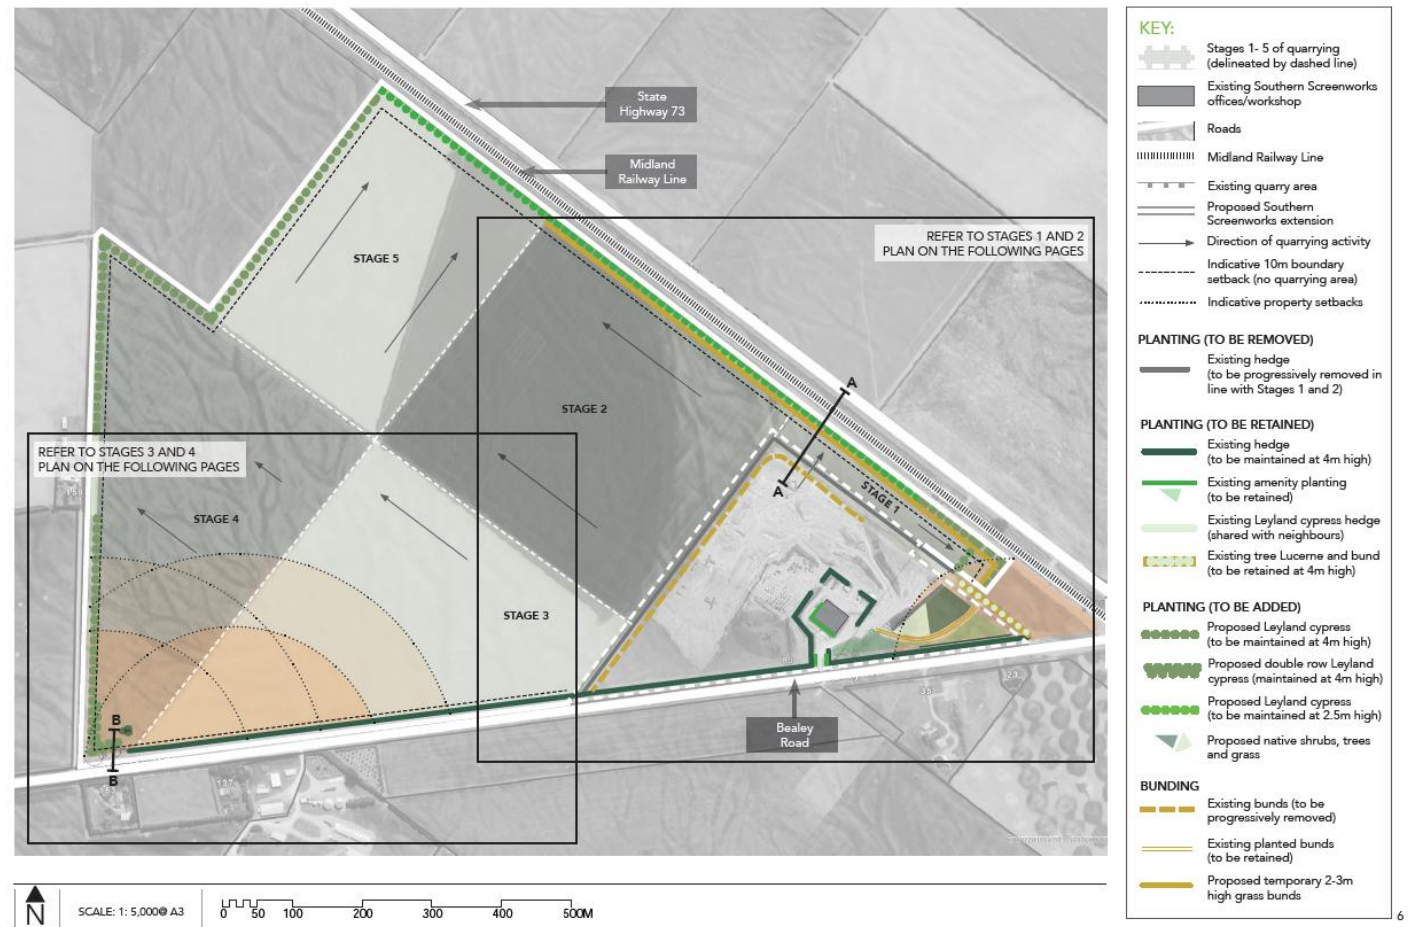 State
Highway 73
Midland
Railway Line
REFER TO STAGES 1 AND 2
PLAN ON THE FOLLOWING PAGES
STAGE 5
STAGE 2
A
A
STAGE 1
REFER TO STAGES 3 AND 4
PLAN ON THE FOLLOWING PAGES
STAGE 4
STAGE 3
B
B
Bealey
Road
KEY:
Stages 1- 5 of quarrying
(delineated by dashed line)
Existing Southern Screenworks
offices/workshop
Roads
Midland Railway Line
Existing quarry area
Proposed Southern
Screenworks extension
Direction of quarrying activity
Indicative 10m boundary
setback (no quarrying area)
Indicative property setbacks
PLANTING (TO BE REMOVED)
Existing hedge
(to be progressively removed in
line with Stages 1 and 2)
PLANTING (TO BE RETAINED)
Existing hedge
(to be maintained at 4m high)
Existing amenity planting
(to be retained)
Existing Leyland cypress hedge
(shared with neighbours)
Existing tree Lucerne and bund
(to be retained at 4m high)
PLANTING (TO BE ADDED)
Proposed Leyland cypress
(to be maintained at 4m high)
Proposed double row Leyland
cypress (maintained at 4m high)
Proposed Leyland cypress
(to be maintained at 2.5m high)
Proposed native shrubs, trees
and grass
BUNDING
Existing bunds (to be
progressively removed)
Existing planted bunds
(to be retained)
Proposed temporary 2-3m
high grass bunds
N
SCALE: 1: 5,000@ A3
0 50 100 200 300 400 500M
6